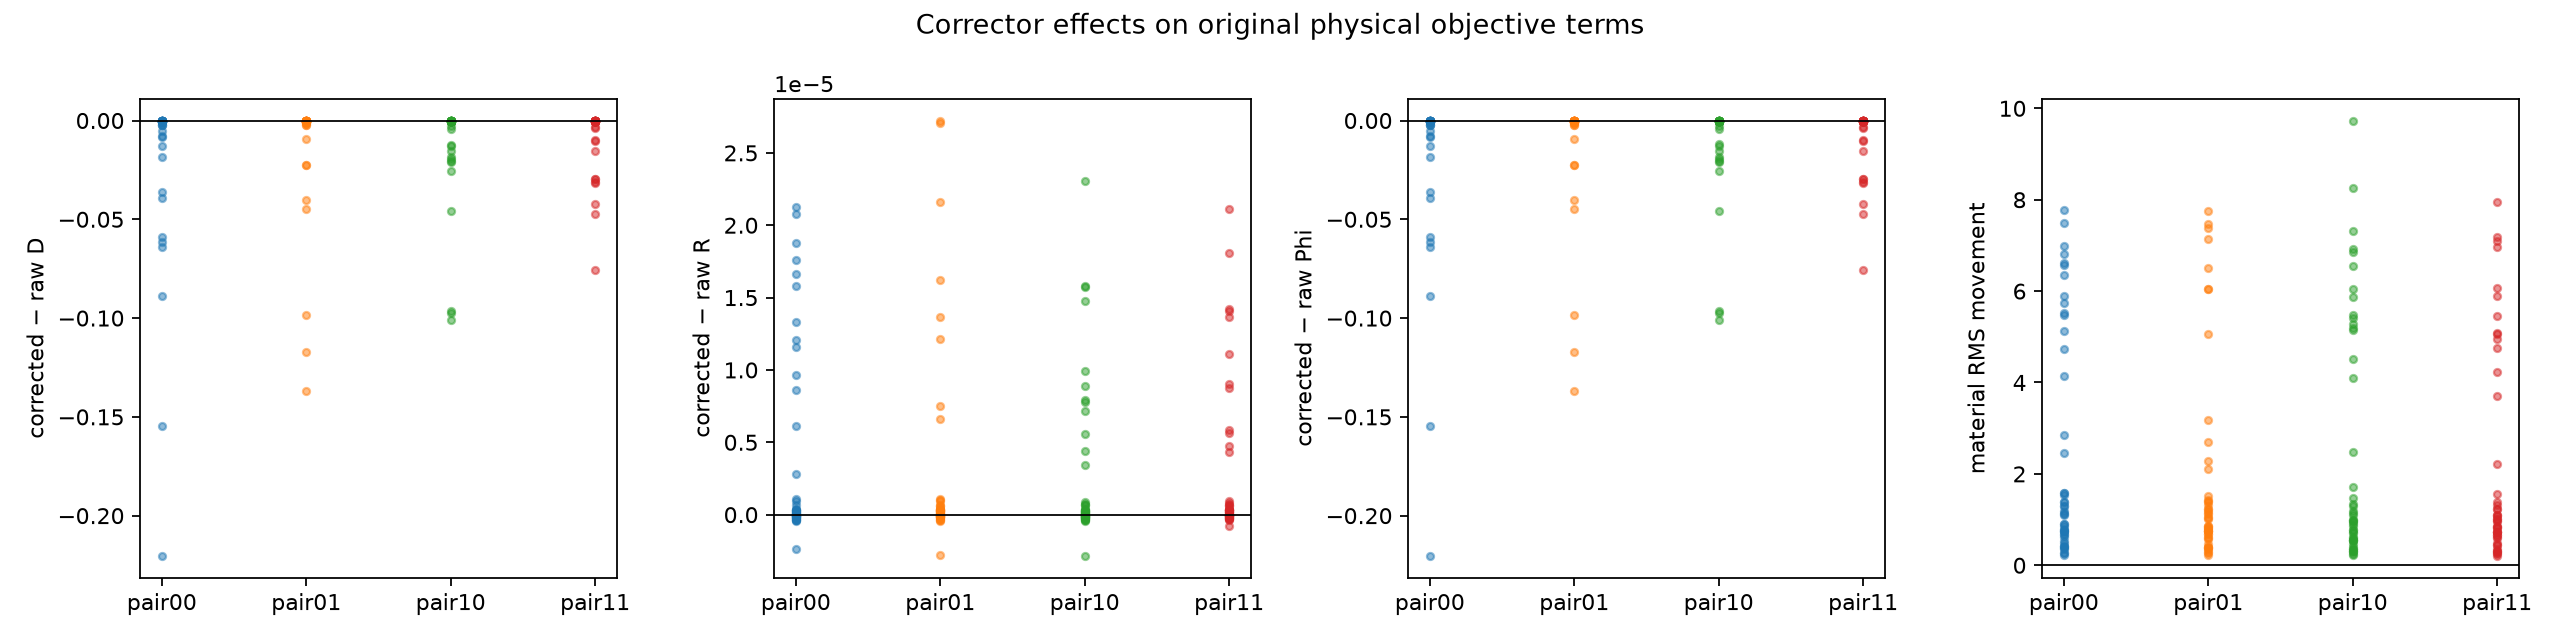 Corrector effects on original physical objective terms
corrected − raw D
0.00
−0.05
−0.10
−0.15
−0.20
pair00 pair01 pair10 pair11
1e−5
corrected − raw R
2.5
2.0
1.5
1.0
0.5
0.0
pair00 pair01 pair10 pair11
corrected − raw Phi
0.00
−0.05
−0.10
−0.15
−0.20
pair00 pair01 pair10 pair11
material RMS movement
10
8
6
4
2
0
pair00 pair01 pair10 pair11